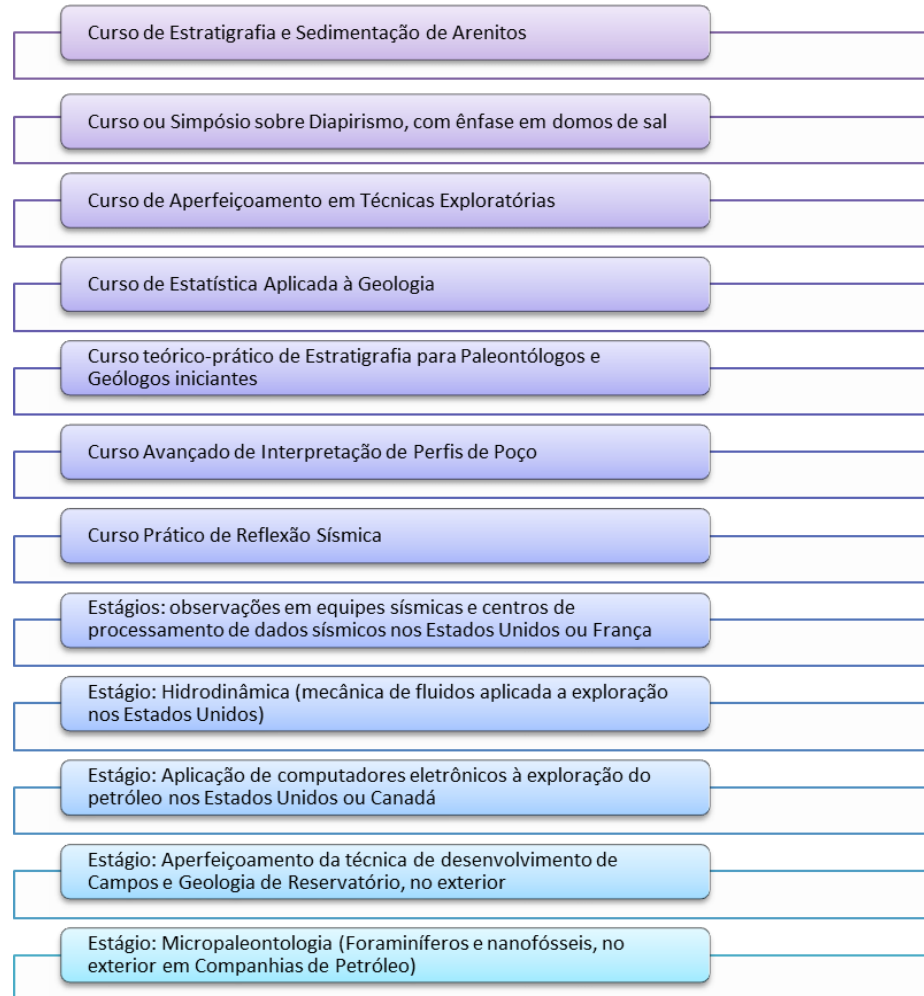 Curso de Estratigrafia e Sedimentação de Arenitos
Curso ou Simpósio sobre Diapirismo, com ênfase em domos de sal
Curso de Aperfeiçoamento em Técnicas Exploratórias
Curso de Estatística Aplicada à Geologia
Curso teórico-prático de Estratigrafia para Paleontólogos e
Geólogos iniciantes
Curso Avançado de Interpretação de Perfis de Poço
Curso Prático de Reflexão Sísmica
Estágios: observações em equipes sísmicas e centros de
processamento de dados sísmicos nos Estados Unidos ou França
Estágio: Hidrodinâmica (mecânica de fluidos aplicada a exploração
nos Estados Unidos)
Estágio: Aplicação de computadores eletrônicos à exploração do
petróleo nos Estados Unidos ou Canadá
Estágio: Aperfeiçoamento da técnica de desenvolvimento de
Campos e Geologia de Reservatório, no exterior
Estágio: Micropaleontologia (Foraminíferos e nanofósseis, no
exterior em Companhias de Petróleo)